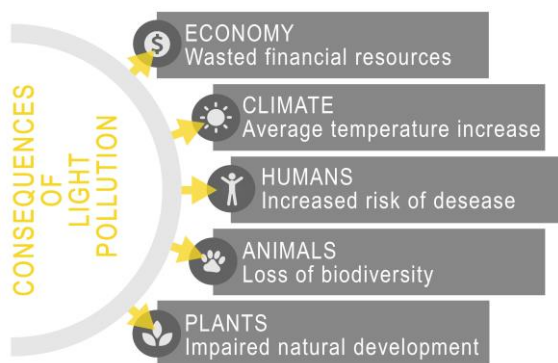 CONSEQUENCES
OF
LIGHT
POLLUTION
$
ECONOMY
Wasted financial resources
CLIMATE
Average temperature increase
HUMANS
Increased risk of desease
ANIMALS
Loss of biodiversity
PLANTS
Impaired natural development